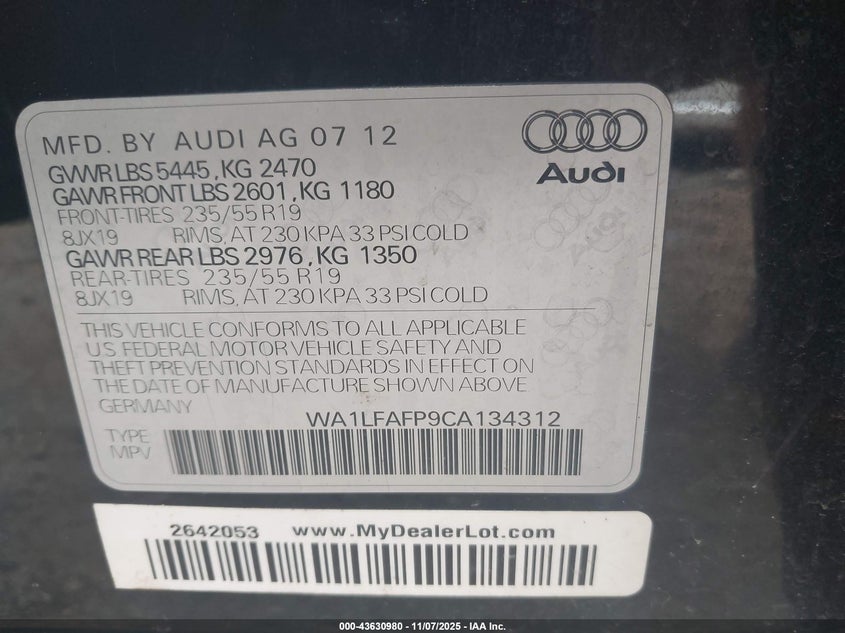 MFD. BY AUDI AG 07 12
GVWR LBS 5445, KG 2470
GAWR FRONT LBS 2601, KG 1180
FRONT-TIRES 235/55 R19
8JX19 RIMS, AT 230 KPA 33 PSI COLD
GAWR REAR LBS 2976, KG 1350
REAR-TIRES 235/55 R19
8JX19 RIMS, AT 230 KPA 33 PSI COLD
Audi
THIS VEHICLE CONFORMS TO ALL APPLICABLE
U.S FEDERAL MOTOR VEHICLE SAFETY AND
THEFT PREVENTION STANDARDS IN EFFECT ON
THE DATE OF MANUFACTURE SHOWN ABOVE
GERMANY
WA1LFAFP9CA134312
TYPE
MPV
2642053 www.MyDealerLot.com
000-43630980 - 11/07/2025 - IAA Inc.